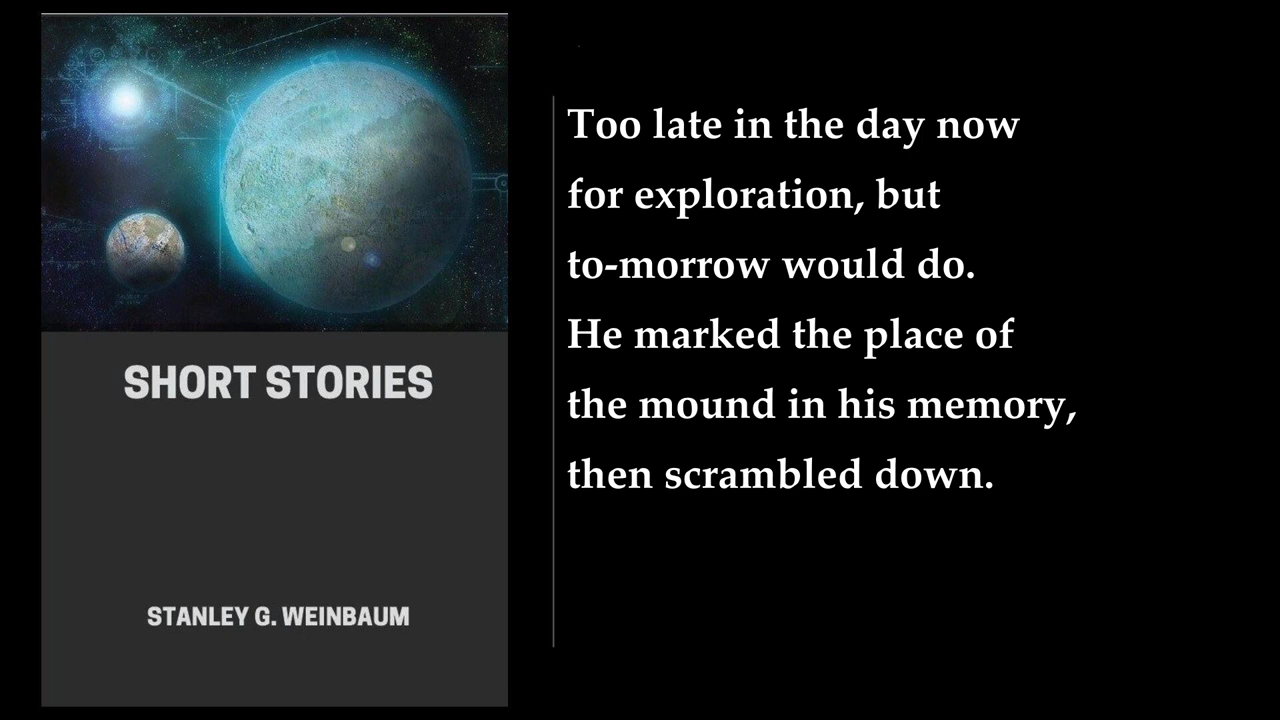 SHORT STORIES
STANLEY G. WEINBAUM
Too late in the day now
for exploration, but
to-morrow would do.
He marked the place of
the mound in his memory,
then scrambled down.